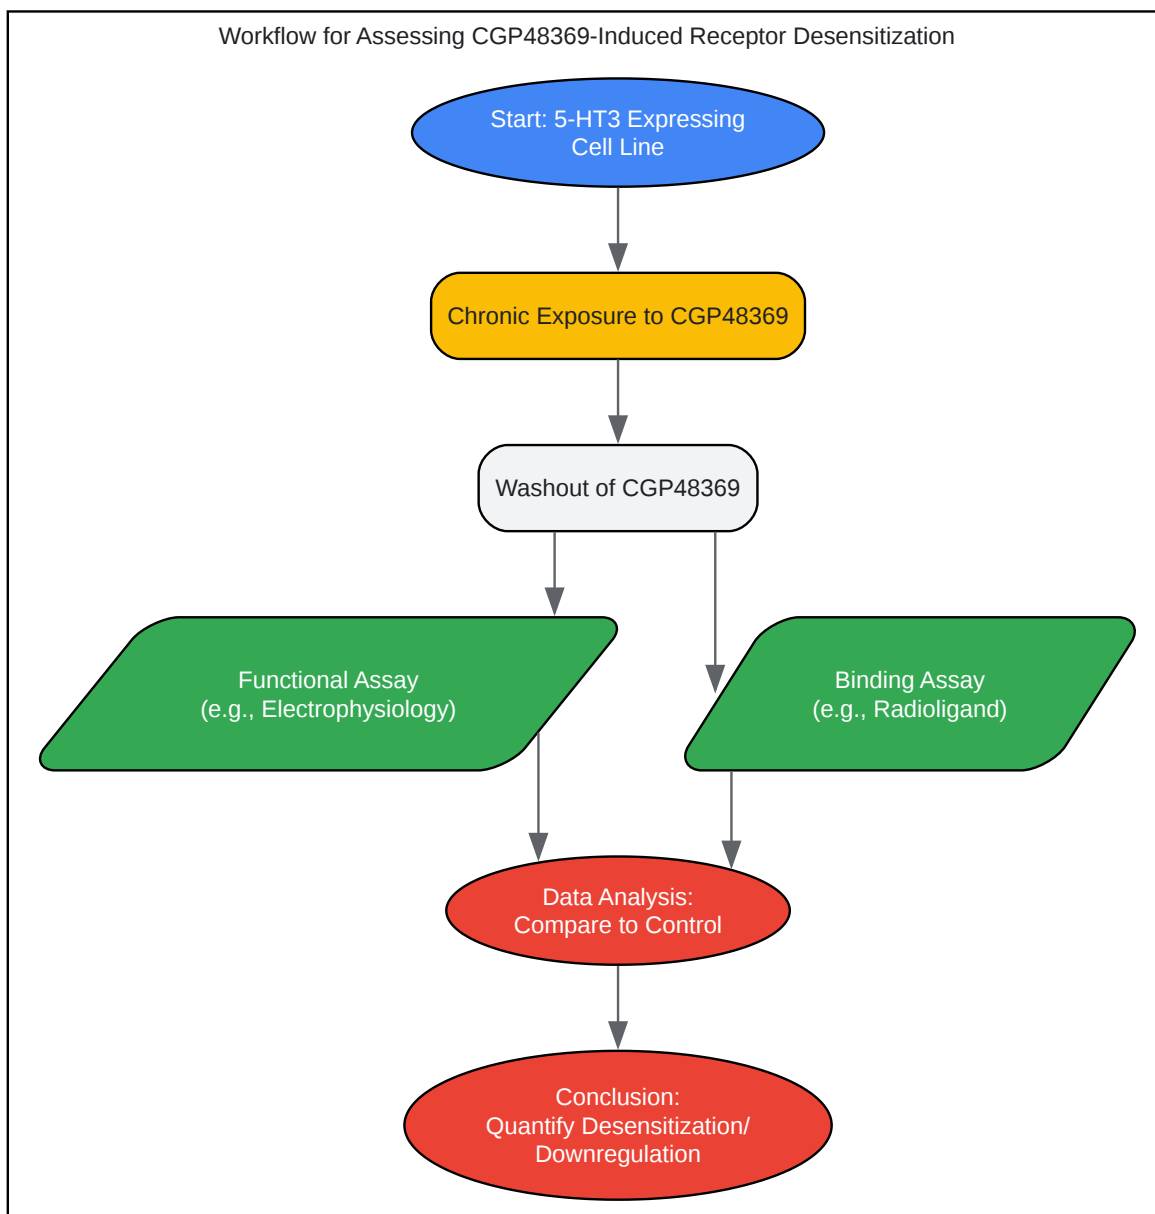 Workflow for Assessing CGP48369-Induced Receptor Desensitization
Start: 5-HT3 Expressing
Cell Line
Chronic Exposure to CGP48369
Washout of CGP48369
Functional Assay
(e.g., Electrophysiology)
Binding Assay
(e.g., Radioligand)
Data Analysis:
Compare to Control
Conclusion:
Quantify Desensitization/
Downregulation